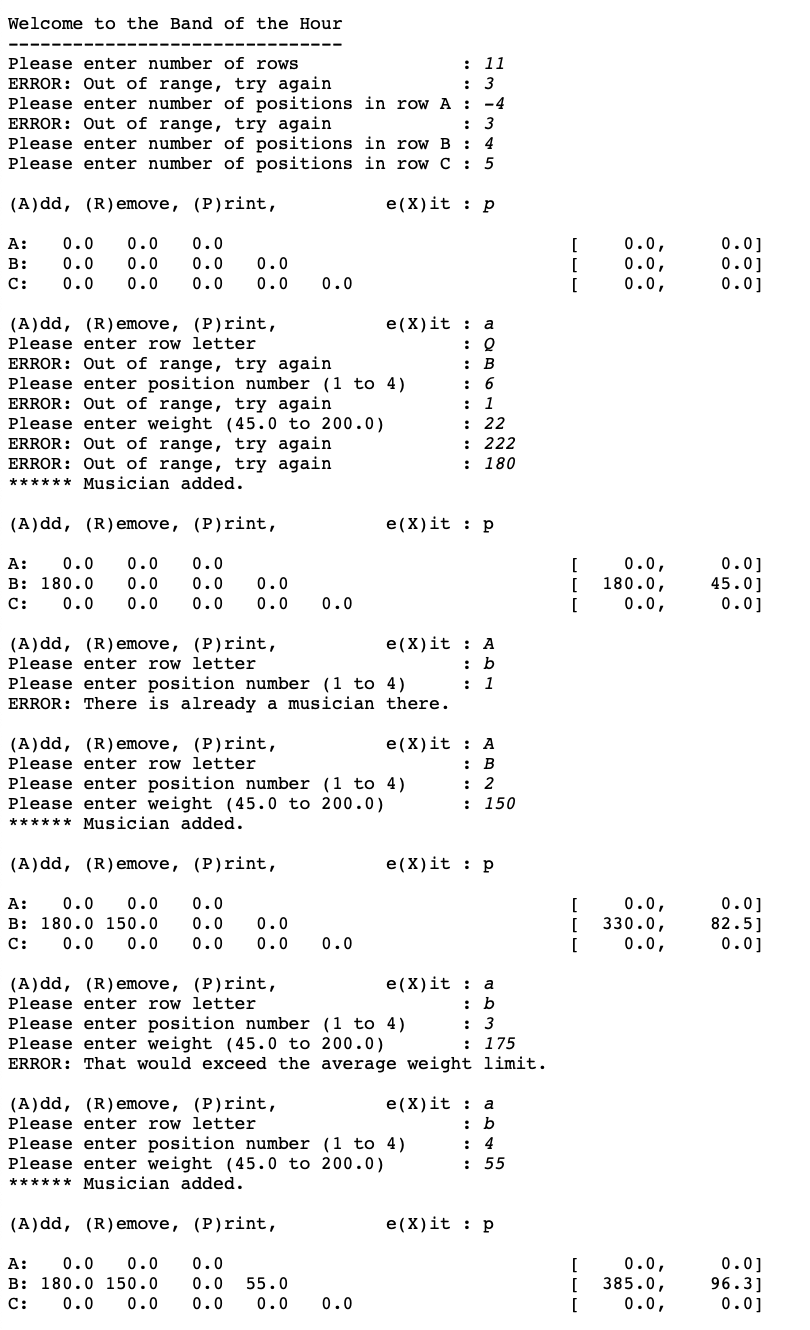 Welcome to the Band of the Hour
-------------------------------
Please enter number of rows               : 11
ERROR: Out of range, try again            : 3
Please enter number of positions in row A : -4
ERROR: Out of range, try again            : 3
Please enter number of positions in row B : 4
Please enter number of positions in row C : 5

(A)dd, (R)emove, (P)rint,          e(X)it : p

A:   0.0   0.0   0.0                                [    0.0,     0.0]
B:   0.0   0.0   0.0   0.0                          [    0.0,     0.0]
C:   0.0   0.0   0.0   0.0   0.0                    [    0.0,     0.0]

(A)dd, (R)emove, (P)rint,          e(X)it : a
Please enter row letter                   : Q
ERROR: Out of range, try again            : B
Please enter position number (1 to 4)     : 6
ERROR: Out of range, try again            : 1
Please enter weight (45.0 to 200.0)       : 22
ERROR: Out of range, try again            : 222
ERROR: Out of range, try again            : 180
****** Musician added.

(A)dd, (R)emove, (P)rint,          e(X)it : p

A:   0.0   0.0   0.0                                [    0.0,     0.0]
B: 180.0   0.0   0.0   0.0                          [  180.0,    45.0]
C:   0.0   0.0   0.0   0.0   0.0                    [    0.0,     0.0]

(A)dd, (R)emove, (P)rint,          e(X)it : A
Please enter row letter                   : b
Please enter position number (1 to 4)     : 1
ERROR: There is already a musician there.

(A)dd, (R)emove, (P)rint,          e(X)it : A
Please enter row letter                   : B
Please enter position number (1 to 4)     : 2
Please enter weight (45.0 to 200.0)       : 150
****** Musician added.

(A)dd, (R)emove, (P)rint,          e(X)it : p

A:   0.0   0.0   0.0                                [    0.0,     0.0]
B: 180.0 150.0   0.0   0.0                          [  330.0,    82.5]
C:   0.0   0.0   0.0   0.0   0.0                    [    0.0,     0.0]

(A)dd, (R)emove, (P)rint,          e(X)it : a
Please enter row letter                   : b
Please enter position number (1 to 4)     : 3
Please enter weight (45.0 to 200.0)       : 175
ERROR: That would exceed the average weight limit.

(A)dd, (R)emove, (P)rint,          e(X)it : a
Please enter row letter                   : b
Please enter position number (1 to 4)     : 4
Please enter weight (45.0 to 200.0)       : 55
****** Musician added.

(A)dd, (R)emove, (P)rint,          e(X)it : p

A:   0.0   0.0   0.0                                [    0.0,     0.0]
B: 180.0 150.0   0.0  55.0                          [  385.0,    96.3]
C:   0.0   0.0   0.0   0.0   0.0                    [    0.0,     0.0]